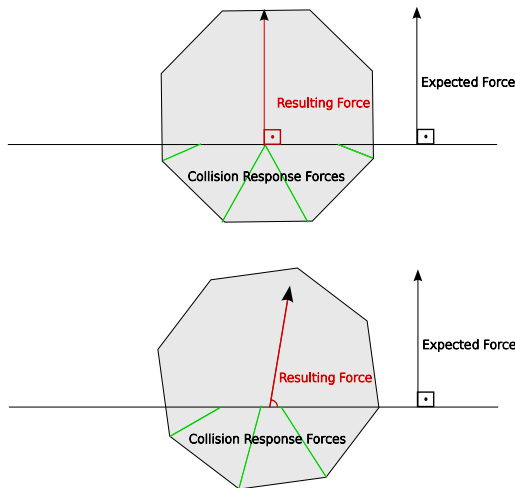 Expected Force
Resulting Force
Collision Response Forces
Expected Force
Resulting Force
Collision Response Forces